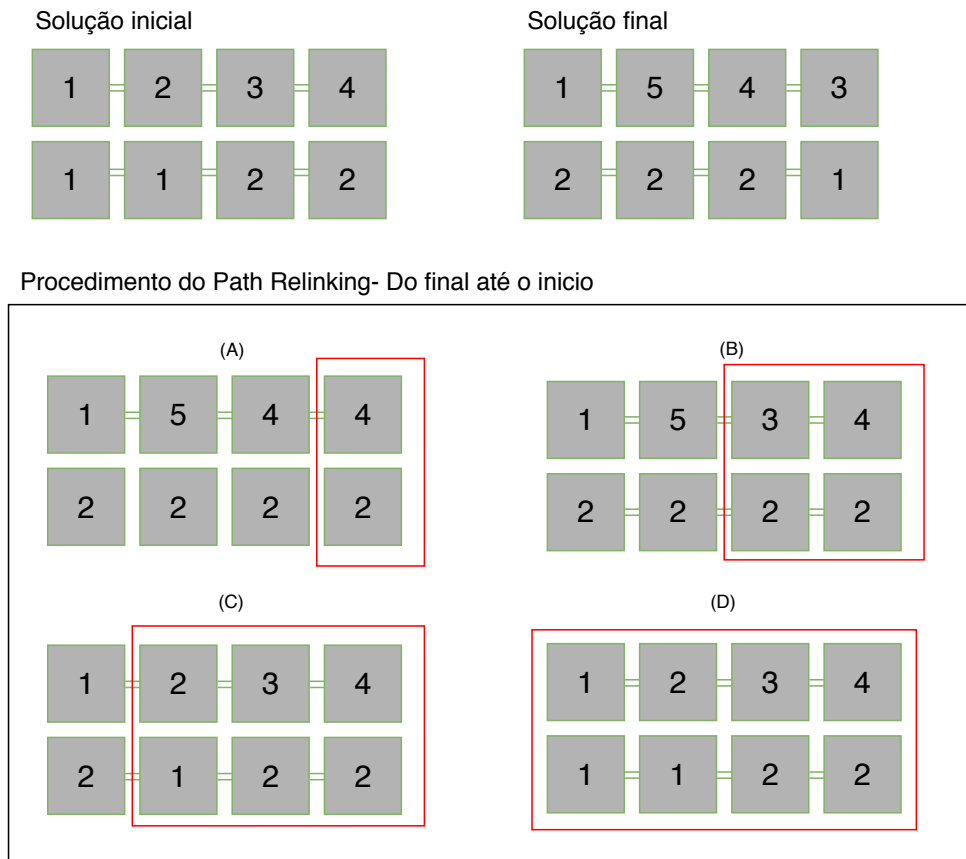 Solução inicial
Solução final
1 2 3 4
1 5 4 3
1 1 2 2
2 2 2 1
Procedimento do Path Relinking- Do final até o inicio
(A)
(B)
1 5 4 4
1 5 3 4
2 2 2 2
2 2 2 2
(C)
(D)
1 2 3 4
1 2 3 4
2 1 2 2
1 1 2 2